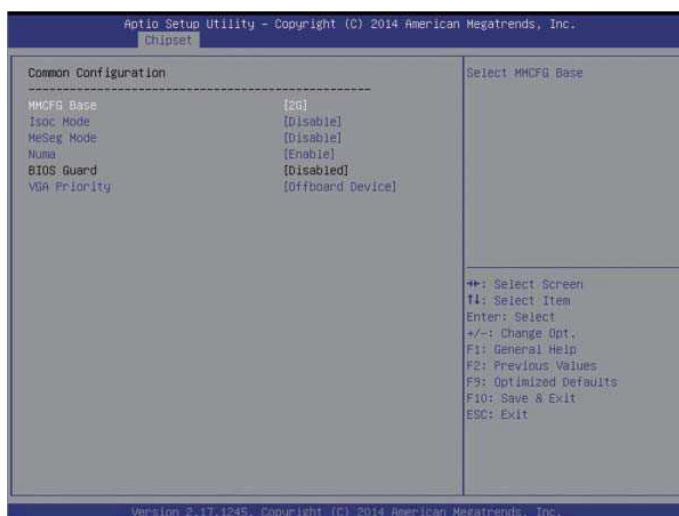 Aptio Setup Utility – Copyright (C) 2014 American Megatrends, Inc.
Chipset
Common Configuration
MMCFG Base [2G]
Isoc Mode [Disable]
MeSeg Mode [Disable]
Numa [Enable]
BIOS Guard [Disabled]
VGA Priority [Offboard Device]
Select MMCFG Base
→←: Select Screen
↑↓: Select Item
Enter: Select
+/-: Change Opt.
F1: General Help
F2: Previous Values
F9: Optimized Defaults
F10: Save & Exit
ESC: Exit
Version 2.17.1245. Copyright (C) 2014 American Megatrends, Inc.